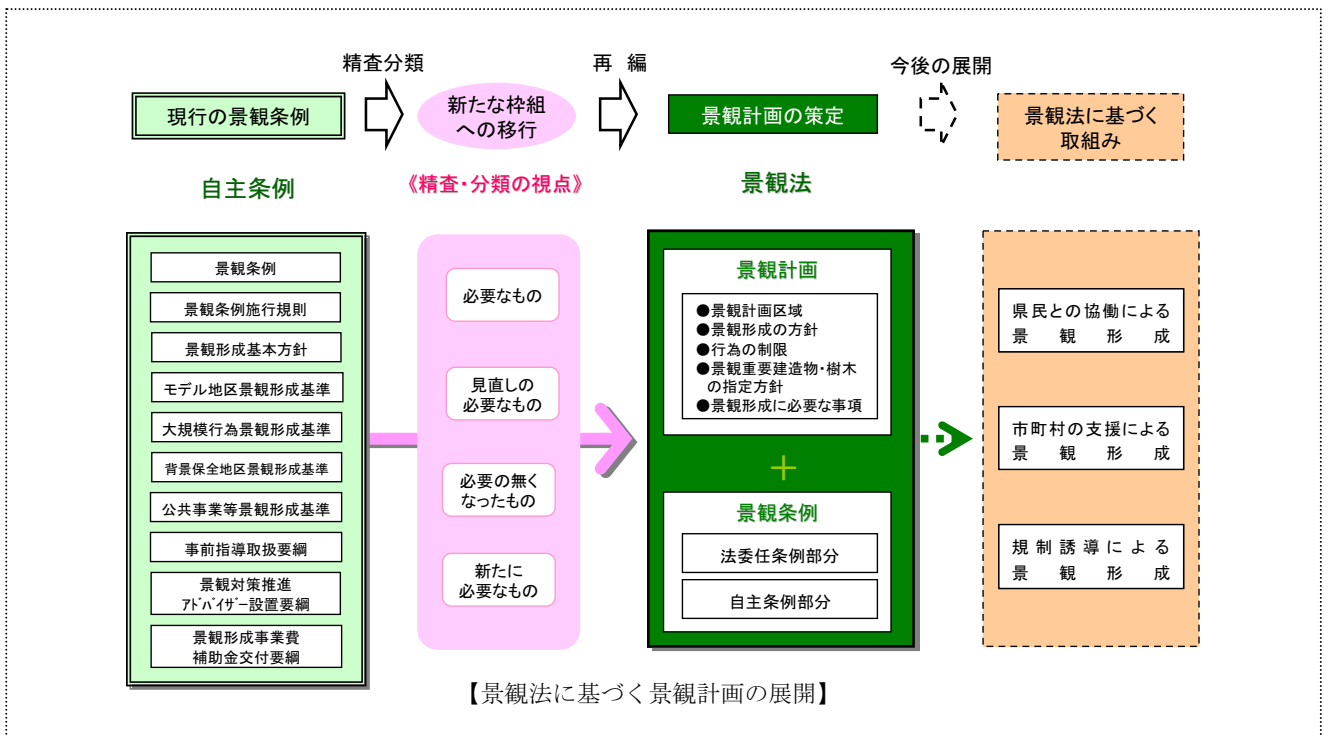 精査分類
再 編
今後の展開
現行の景観条例
新たな枠組
への移行
景観計画の策定
景観法に基づく
取組み
自主条例
《精査・分類の視点》
景観法
景観条例
景観条例施行規則
景観形成基本方針
モデル地区景観形成基準
大規模行為景観形成基準
背景保全地区景観形成基準
公共事業等景観形成基準
事前指導取扱要綱
景観対策推進
ｱﾄﾞﾊﾞｲｻﾞｰ設置要綱
景観形成事業費
補助金交付要綱
必要なもの
見直しの
必要なもの
必要の無く
なったもの
新たに
必要なもの
景観計画
●景観計画区域
●景観形成の方針
●行為の制限
●景観重要建造物・樹木
の指定方針
●景観形成に必要な事項
＋
景観条例
法委任条例部分
自主条例部分
県民との協働による
景観形成
市町村の支援による
景観形成
規制誘導による
景観形成
【景観法に基づく景観計画の展開】